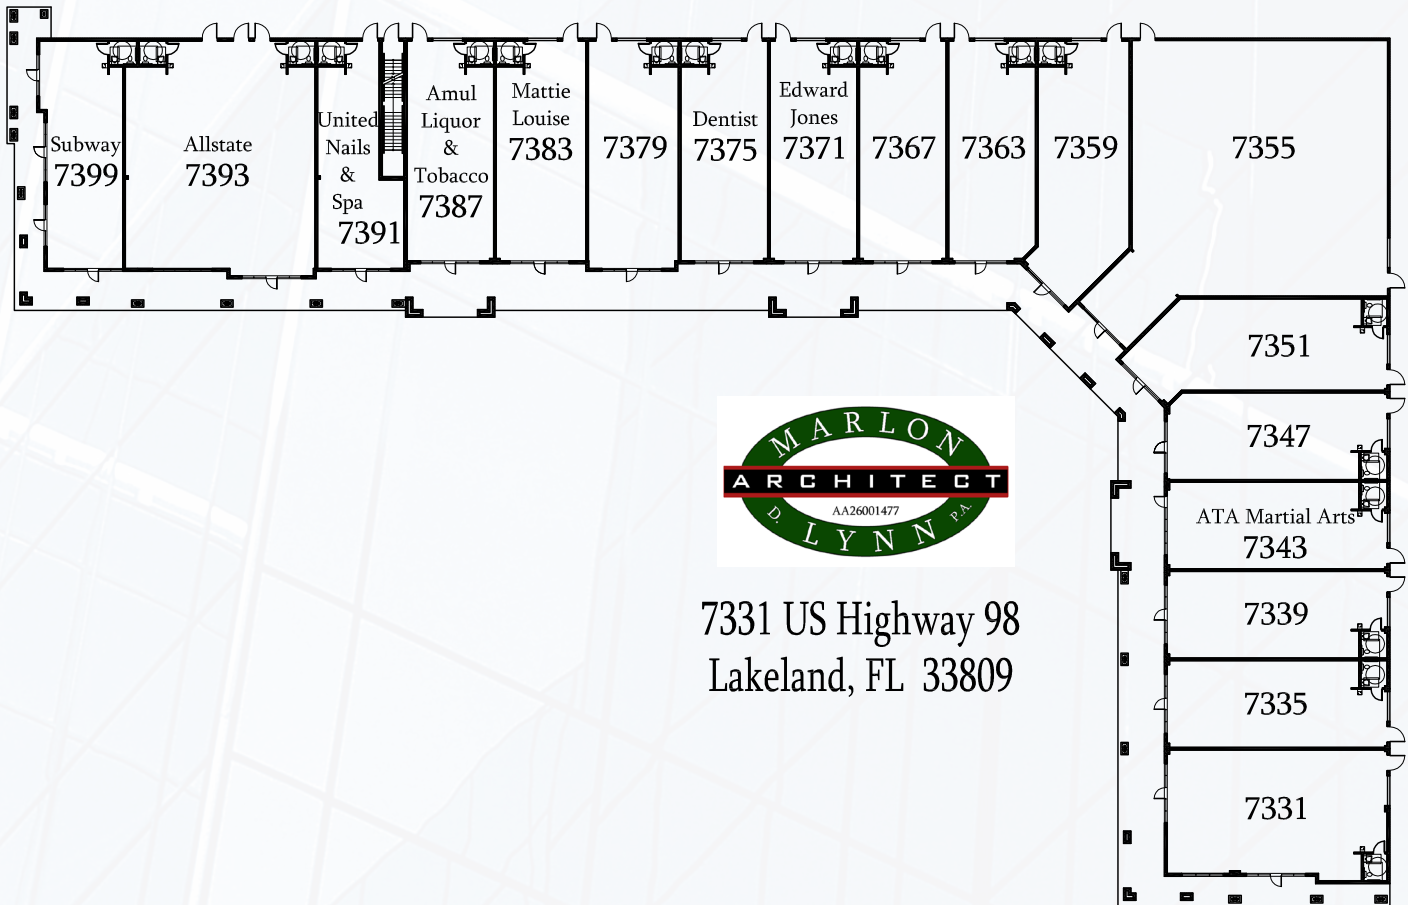 Subway
7399
Allstate
7393
United
Nails
&
Spa
7391
Amul
Liquor
&
Tobacco
7387
Mattie
Louise
7383
7379
Dentist
7375
Edward
Jones
7371
7367
7363
7359
7355
7351
7347
ATA Martial Arts
7343
7339
7335
7331
MARLON
ARCHITECT
AA26001477
D. LYNN P.A.
7331 US Highway 98
Lakeland, FL 33809